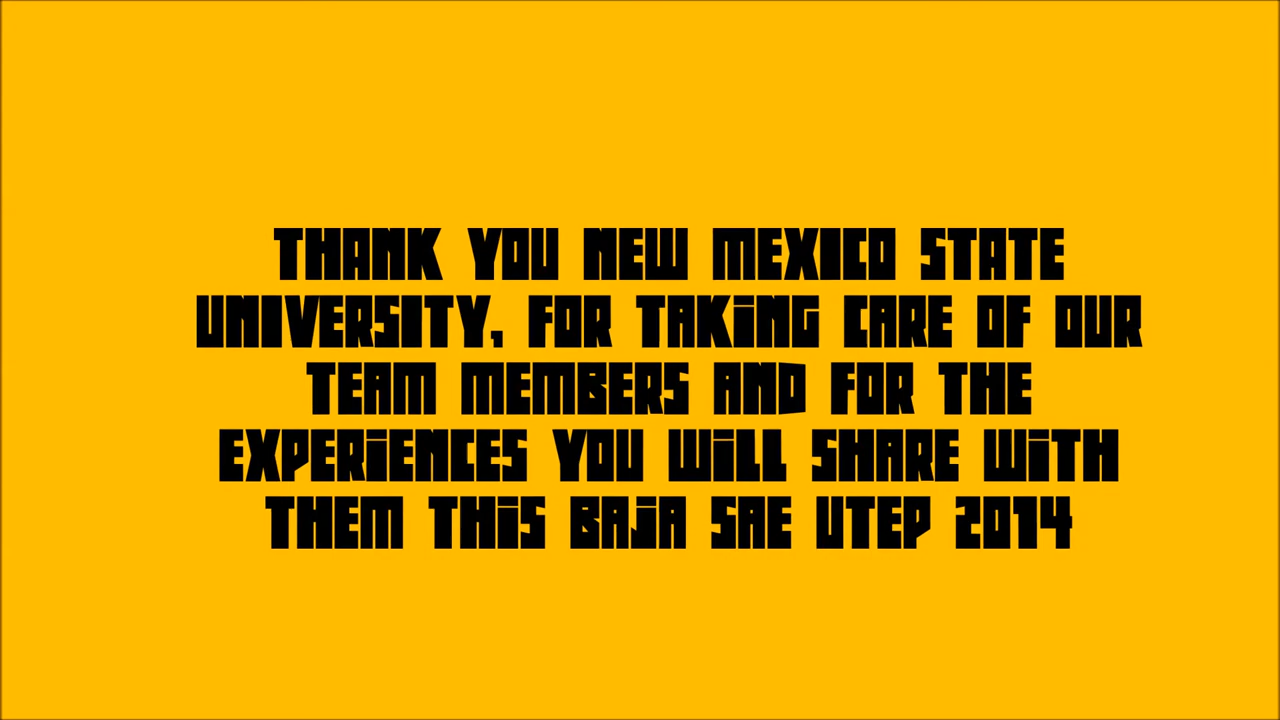 THANK YOU NEW MEXICO STATE
UNIVERSITY, FOR TAKiNG CARE OF OUR
TEAM MEMBERS AND FOR THE
EXPERiENCES YOU WiLL SHARE WiTH
THEM THiS BAJA SAE UTEP 2014